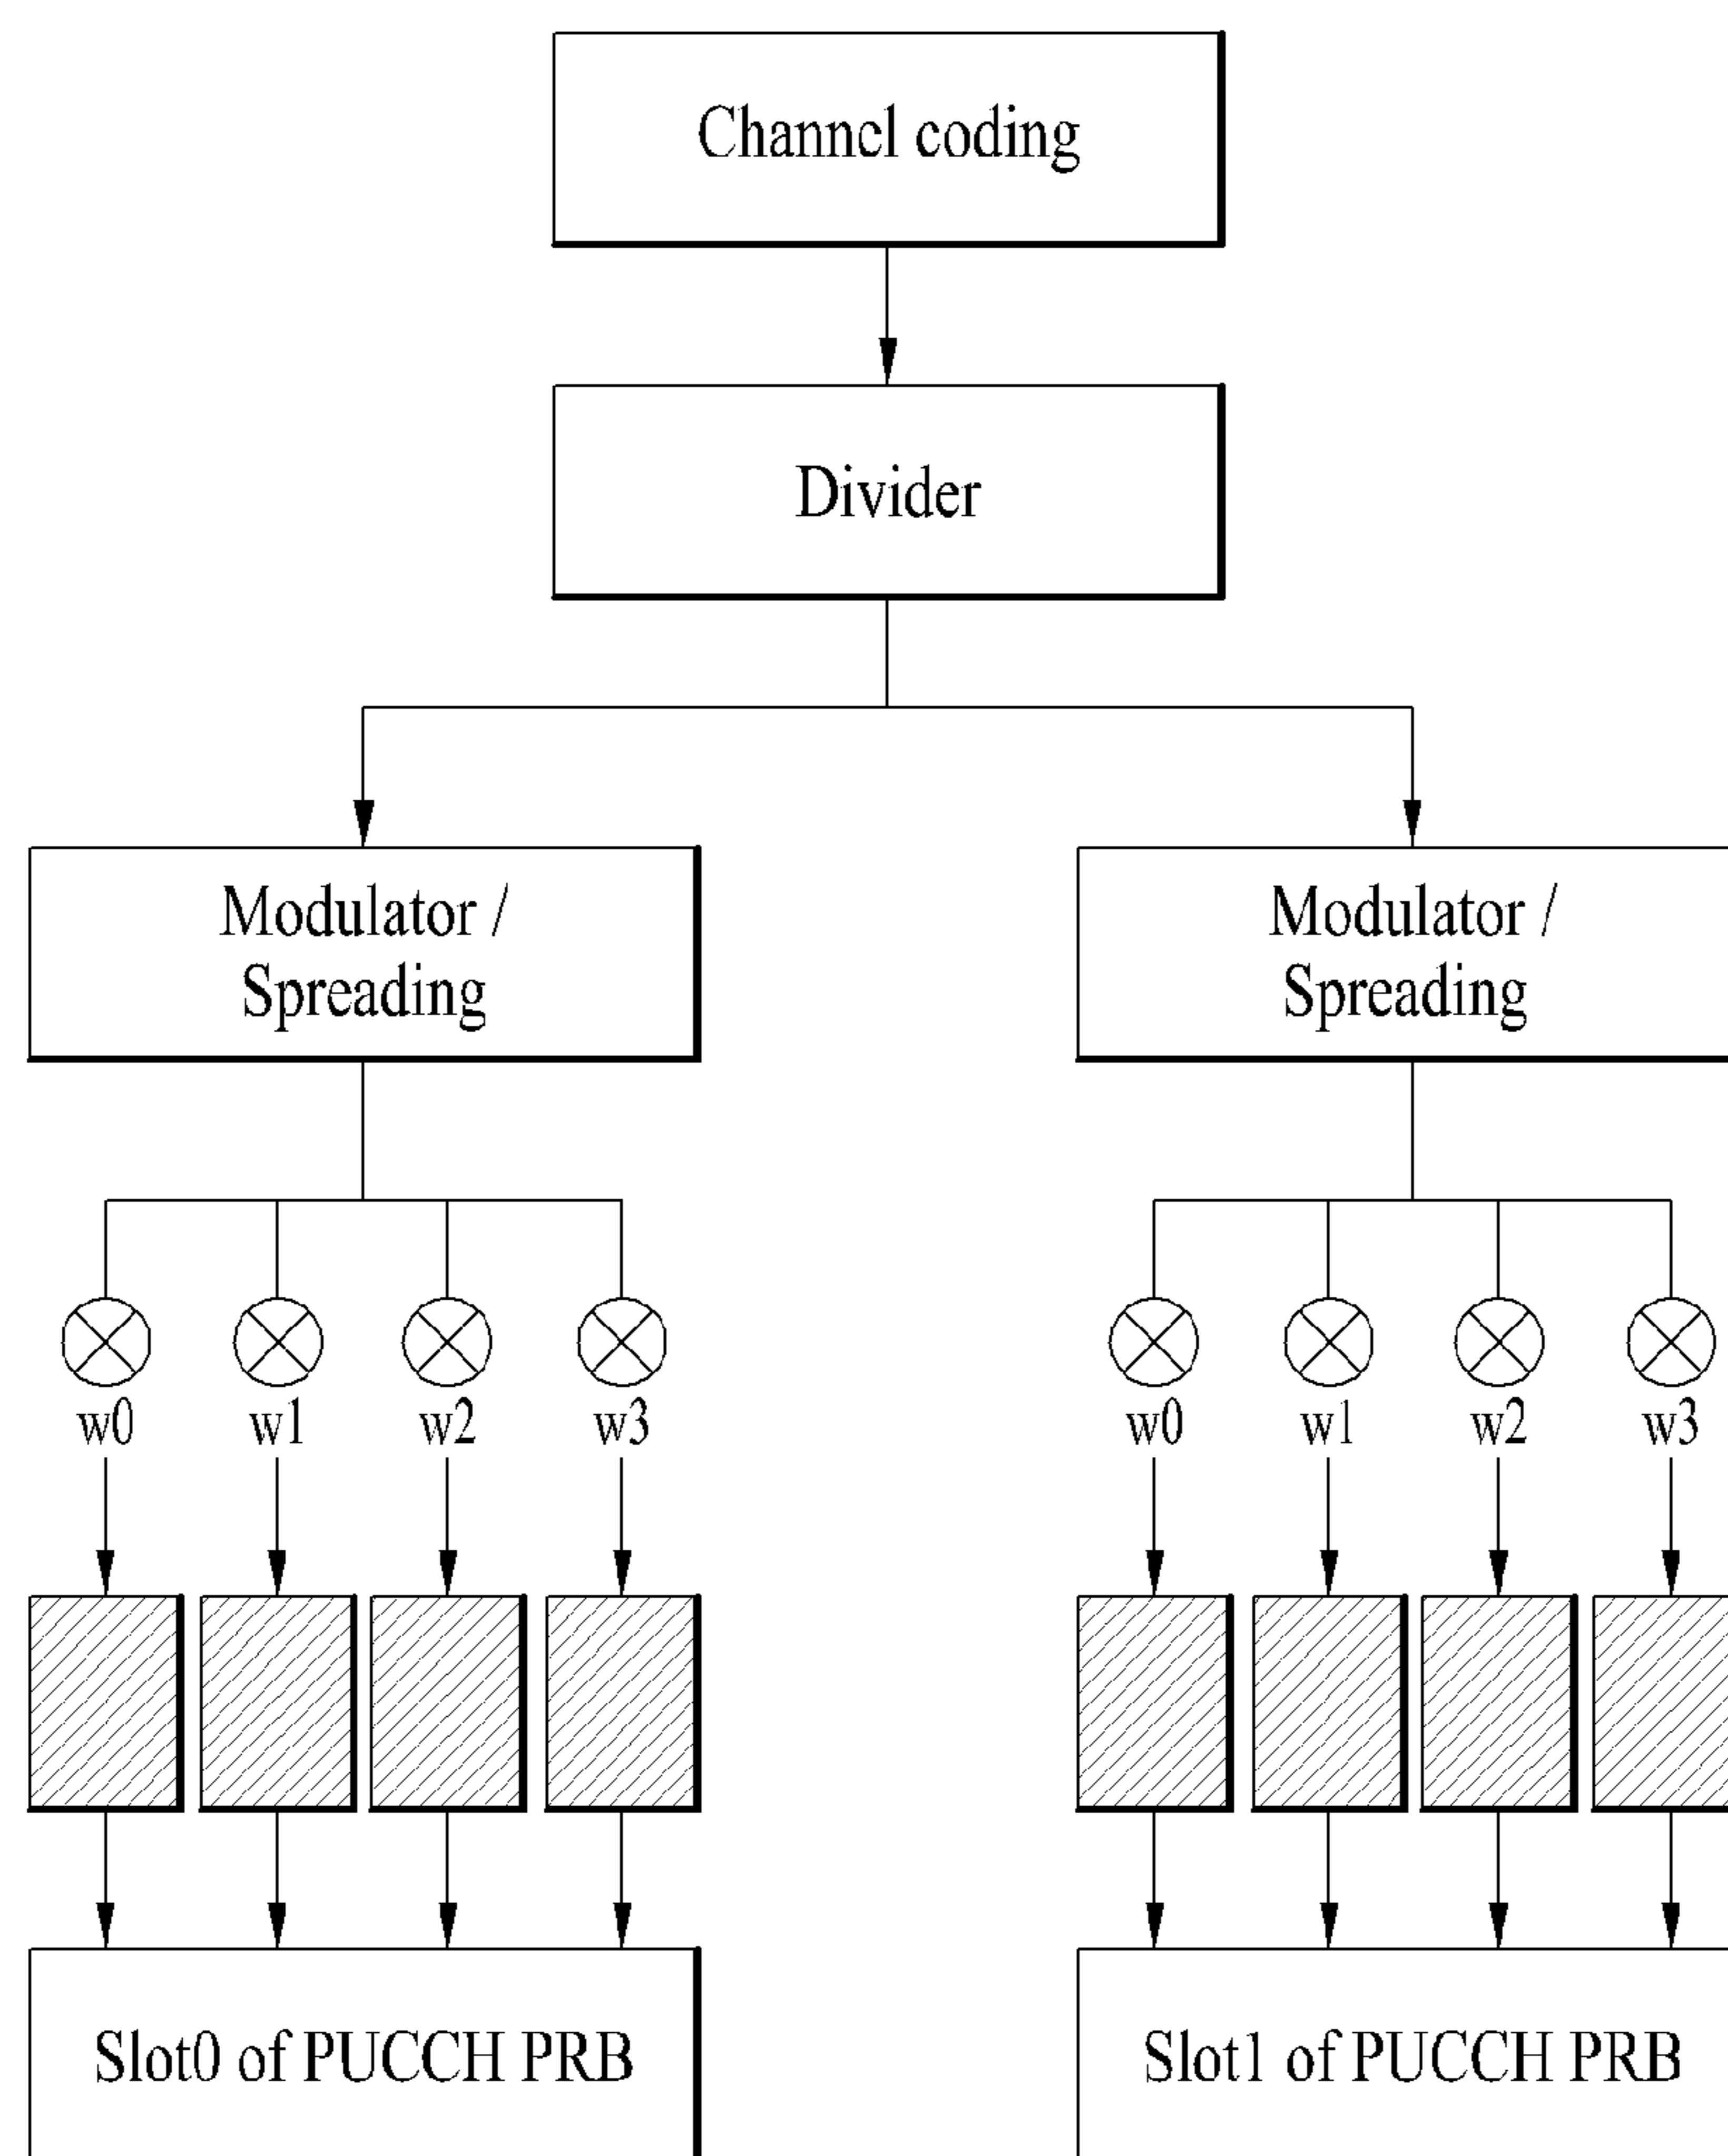 Channel coding
Divider
Modulator /
Spreading
Modulator /
Spreading
w0 w1 w2 w3 w0 w1 w2 w3
Slot0 of PUCCH PRB
Slot1 of PUCCH PRB